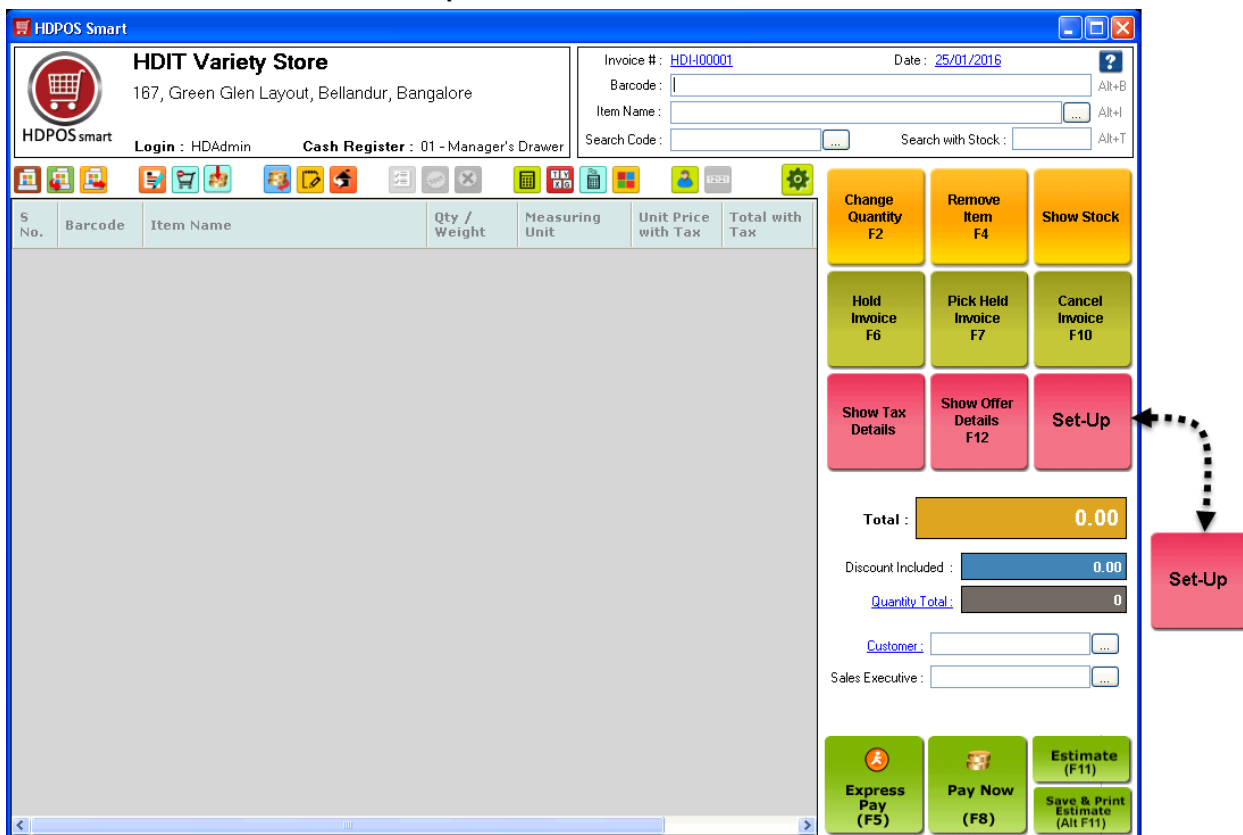 HDPOS Smart
HDIT Variety Store
167, Green Glen Layout, Bellandur, Bangalore
HDPOS smart
Login : HDAdmin Cash Register : 01 - Manager's Drawer
Invoice # : HDI-I00001 Date : 25/01/2016 ?
Barcode : Alt+B
Item Name : ... Alt+I
Search Code : ... Search with Stock : Alt+T
S No. Barcode Item Name Qty / Weight Measuring Unit Unit Price with Tax Total with Tax
Change
Quantity
F2
Remove
Item
F4
Show Stock
Hold
Invoice
F6
Pick Held
Invoice
F7
Cancel
Invoice
F10
Show Tax
Details
Show Offer
Details
F12
Set-Up
Total : 0.00
Discount Included : 0.00
Quantity Total : 0
Set-Up
Customer : ...
Sales Executive : ...
Express
Pay
(F5)
Pay Now
(F8)
Estimate
(F11)
Save & Print
Estimate
(Alt F11)